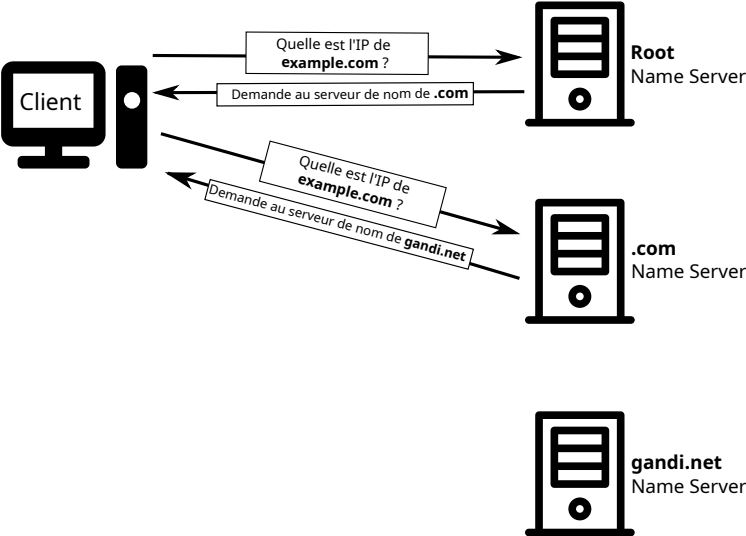 Client
Quelle est l'IP de
example.com ?
Demande au serveur de nom de .com
Root
Name Server
Quelle est l'IP de
example.com ?
Demande au serveur de nom de gandi.net
.com
Name Server
gandi.net
Name Server